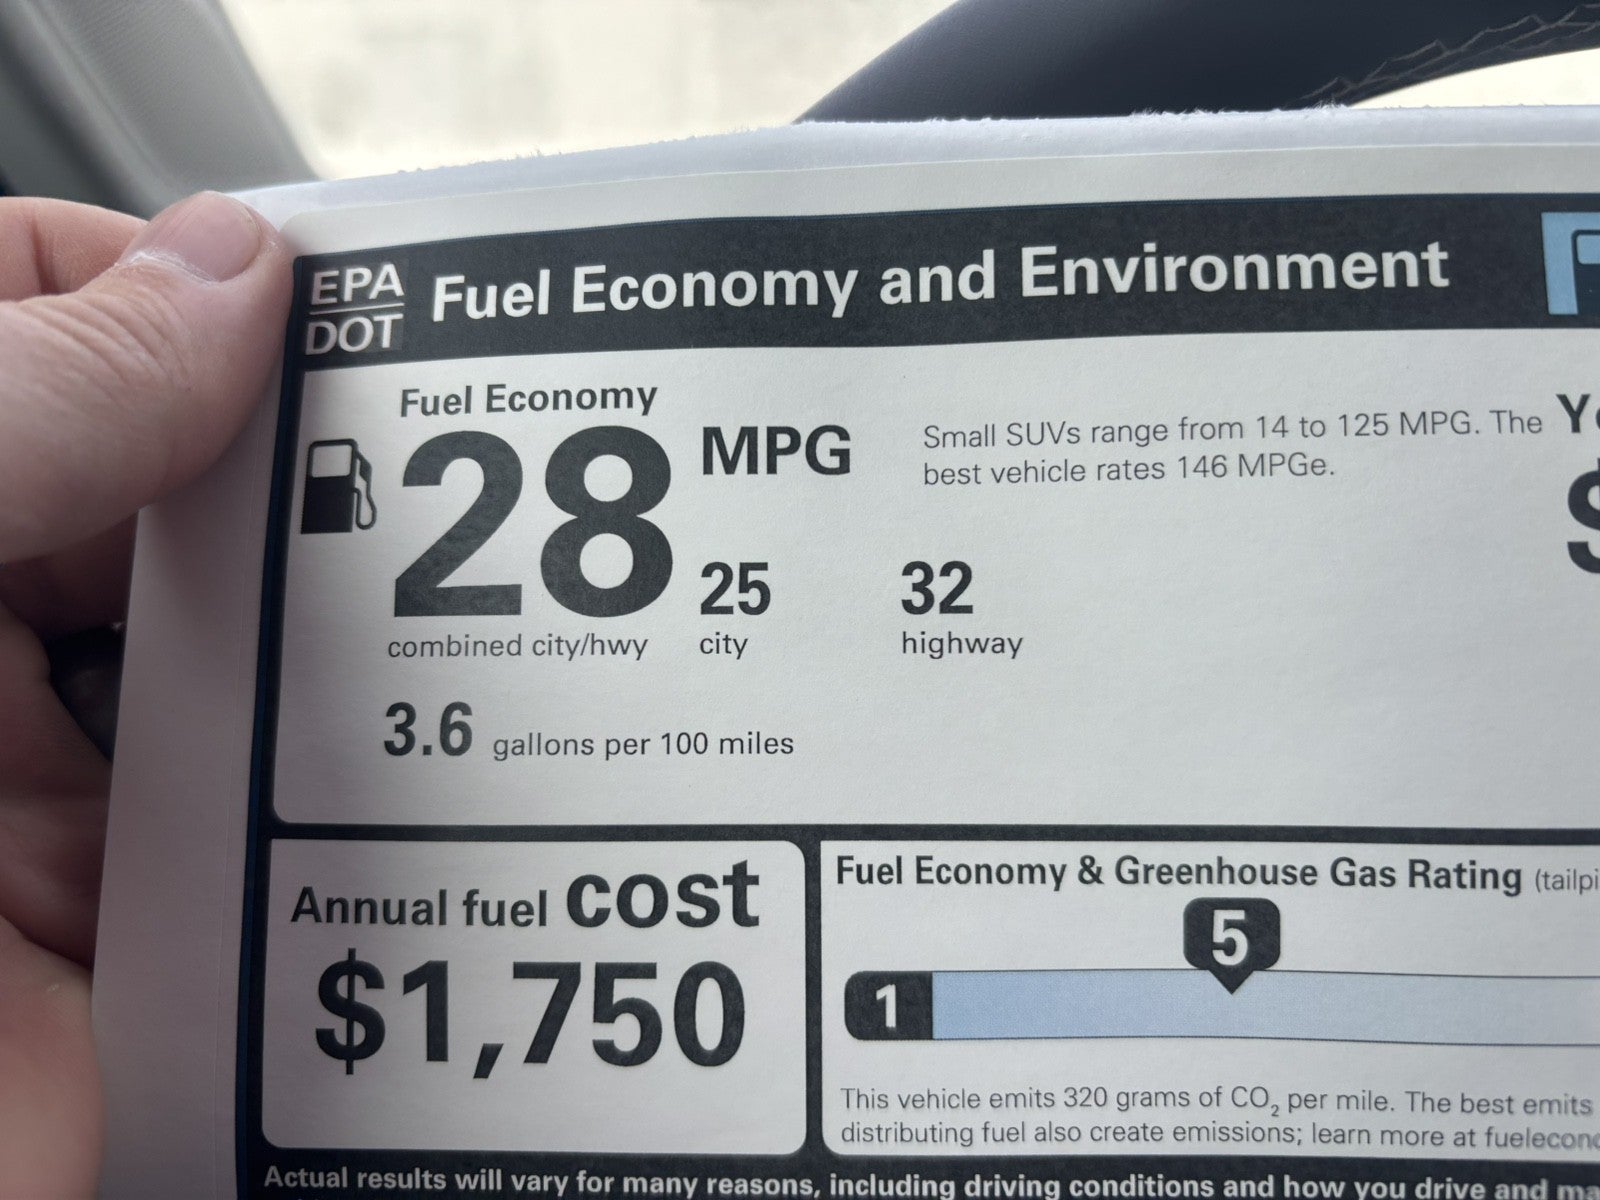 EPA
DOT
Fuel Economy and Environment
Fuel Economy
28 MPG
Small SUVs range from 14 to 125 MPG. The
best vehicle rates 146 MPGe.
combined city/hwy
25
city
32
highway
3.6 gallons per 100 miles
$
Annual fuel cost
$1,750
Fuel Economy & Greenhouse Gas Rating (tailpi
5
1
This vehicle emits 320 grams of CO₂ per mile. The best emits
distributing fuel also create emissions; learn more at fuelecono
Actual results will vary for many reasons, including driving conditions and how you drive and ma